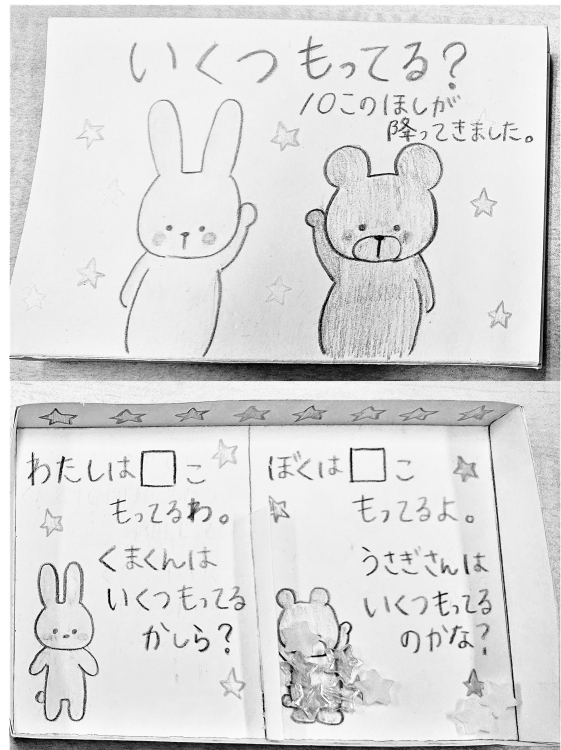 いくつもってる？
10このほしが
降ってきました。
わたしは□こ
もってるわ。
くまくんは
いくつもってる
かしら？
ぼくは□こ
もってるよ。
うさぎさんは
いくつもってる
のかな？